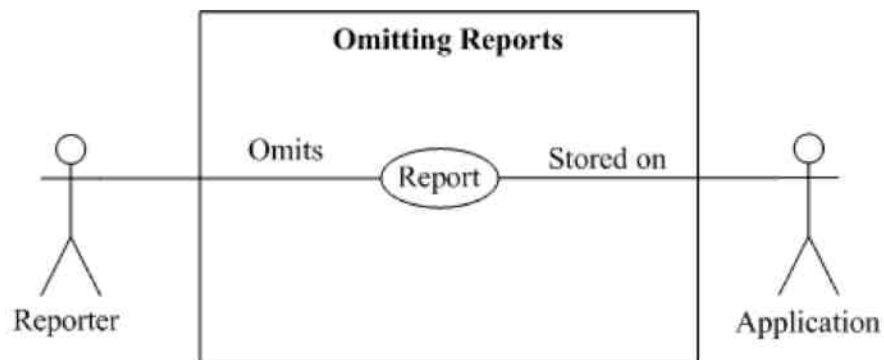 Omitting Reports
Omits
Report
Stored on
Reporter
Application